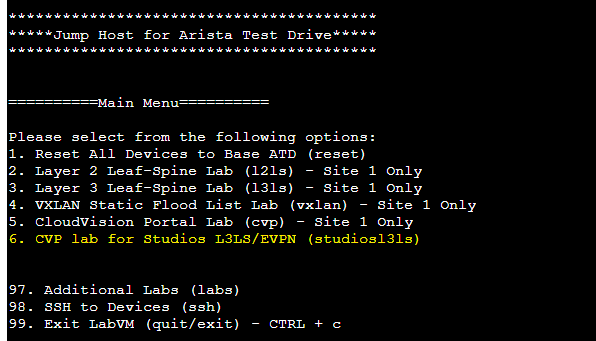 *****************************************
*****Jump Host for Arista Test Drive*****
*****************************************
==========Main Menu==========
Please select from the following options:
1. Reset All Devices to Base ATD (reset)
2. Layer 2 Leaf-Spine Lab (l2ls) - Site 1 Only
3. Layer 3 Leaf-Spine Lab (l3ls) - Site 1 Only
4. VXLAN Static Flood List Lab (vxlan) - Site 1 Only
5. CloudVision Portal Lab (cvp) - Site 1 Only
6. CVP lab for Studios L3LS/EVPN (studiosl3ls)
97. Additional Labs (labs)
98. SSH to Devices (ssh)
99. Exit LabVM (quit/exit) - CTRL + c